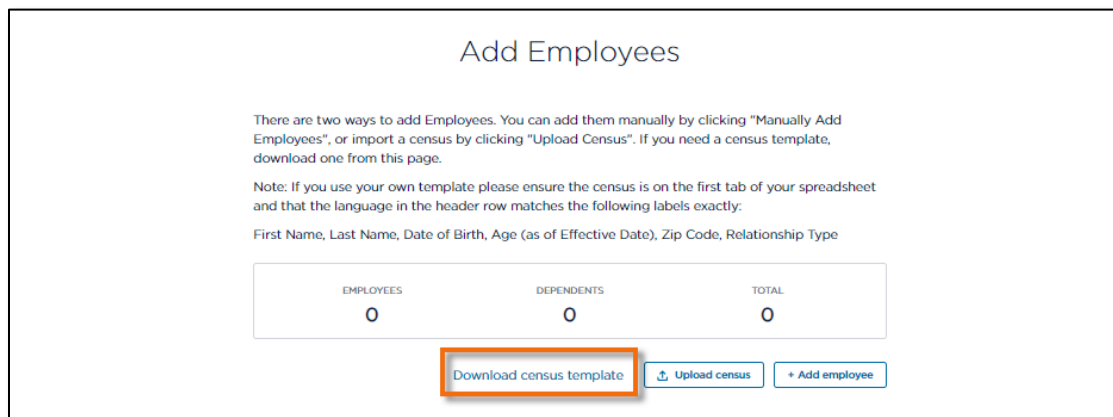 Add Employees
There are two ways to add Employees. You can add them manually by clicking "Manually Add
Employees", or import a census by clicking "Upload Census". If you need a census template,
download one from this page.
Note: If you use your own template please ensure the census is on the first tab of your spreadsheet
and that the language in the header row matches the following labels exactly:
First Name, Last Name, Date of Birth, Age (as of Effective Date), Zip Code, Relationship Type
EMPLOYEES DEPENDENTS TOTAL
0 0 0
Download census template Upload census + Add employee